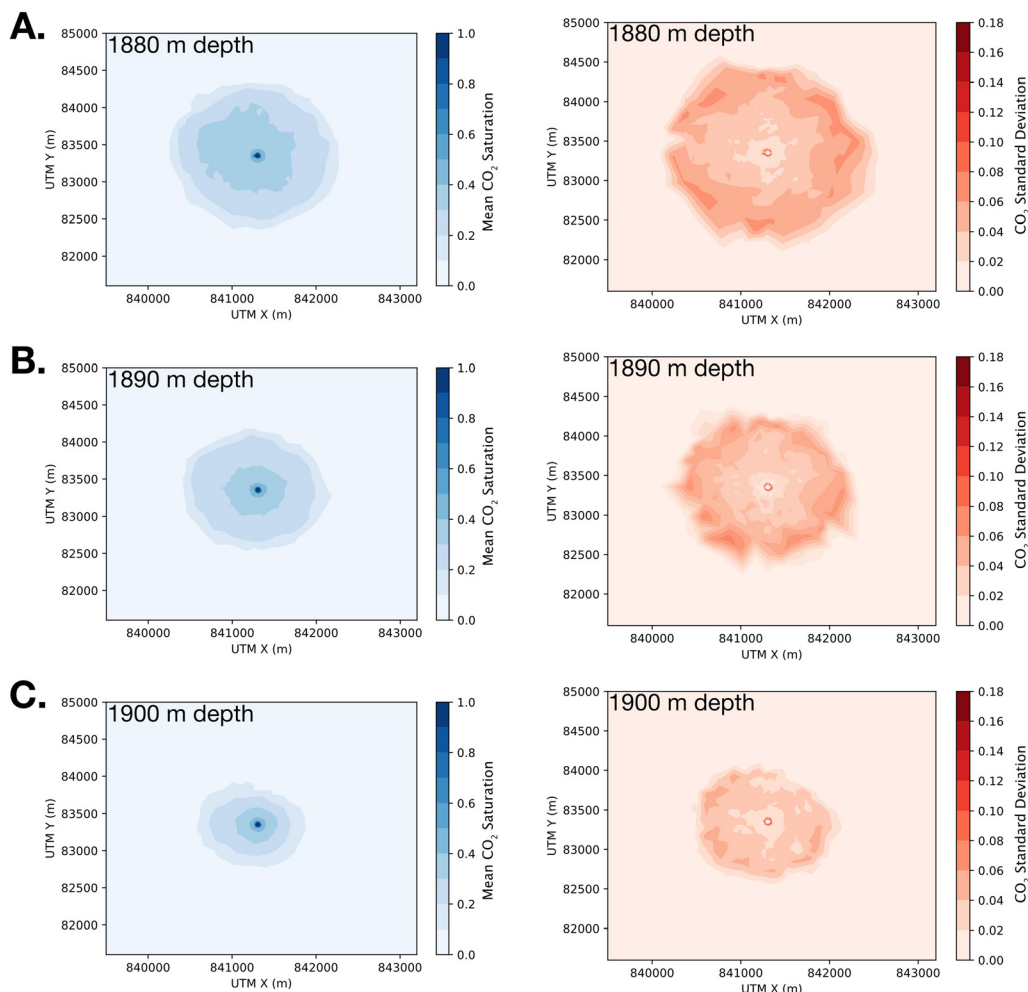 A.
1880 m depth
85000
84500
84000
83500
83000
82500
82000
UTM Y (m)
840000 841000 842000 843000
UTM X (m)
1.0
0.8
0.6
0.4
0.2
0.0
Mean CO₂ Saturation
1880 m depth
85000
84500
84000
83500
83000
82500
82000
UTM Y (m)
840000 841000 842000 843000
UTM X (m)
0.18
0.16
0.14
0.12
0.10
0.08
0.06
0.04
0.02
0.00
CO, Standard Deviation
B.
1890 m depth
85000
84500
84000
83500
83000
82500
82000
UTM Y (m)
840000 841000 842000 843000
UTM X (m)
1.0
0.8
0.6
0.4
0.2
0.0
Mean CO₂ Saturation
1890 m depth
85000
84500
84000
83500
83000
82500
82000
UTM Y (m)
840000 841000 842000 843000
UTM X (m)
0.18
0.16
0.14
0.12
0.10
0.08
0.06
0.04
0.02
0.00
CO, Standard Deviation
C.
1900 m depth
85000
84500
84000
83500
83000
82500
82000
UTM Y (m)
840000 841000 842000 843000
UTM X (m)
1.0
0.8
0.6
0.4
0.2
0.0
Mean CO₂ Saturation
1900 m depth
85000
84500
84000
83500
83000
82500
82000
UTM Y (m)
840000 841000 842000 843000
UTM X (m)
0.18
0.16
0.14
0.12
0.10
0.08
0.06
0.04
0.02
0.00
CO, Standard Deviation